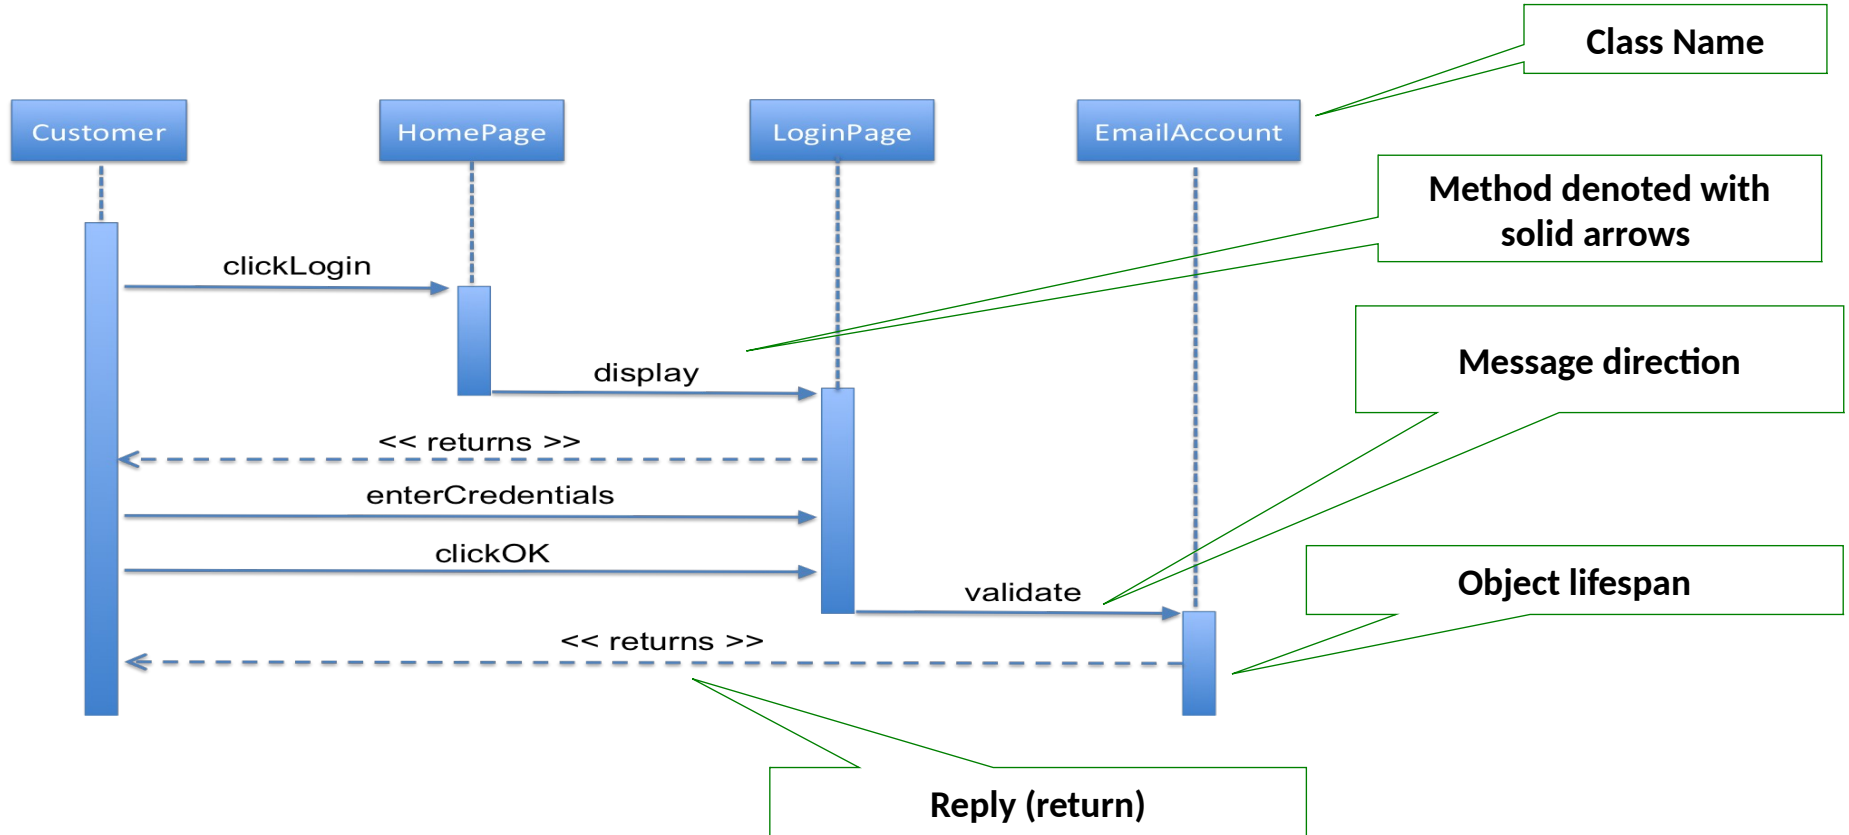 Class Name
Customer
HomePage
LoginPage
EmailAccount
Method denoted with
solid arrows
clickLogin
display
Message direction
<< returns >>
enterCredentials
clickOK
validate
Object lifespan
<< returns >>
Reply (return)